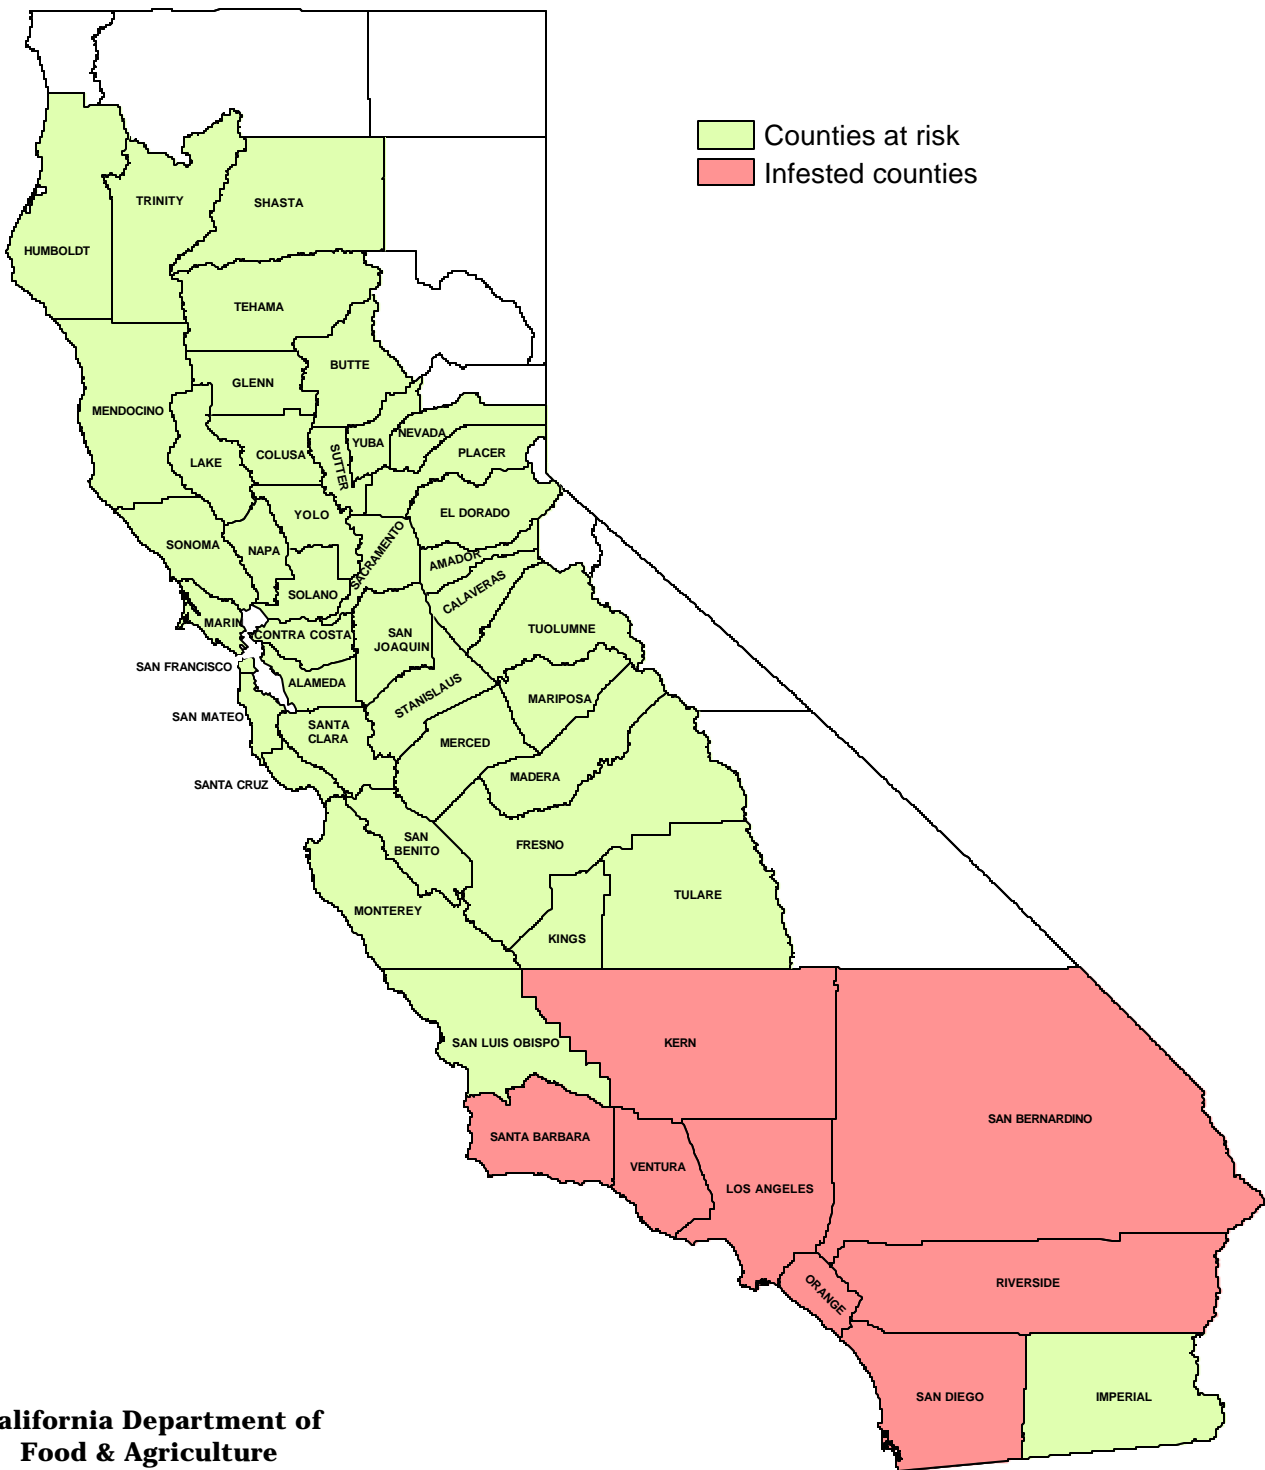 Counties at risk
Infested counties
TRINITY
SHASTA
HUMBOLDT
TEHAMA
BUTTE
GLENN
MENDOCINO
NEVADA
YUBA
COLUSA
PLACER
LAKE
SUTTER
EL DORADO
YOLO
SONOMA
NAPA
SACRAMENTO
AMADOR
CALAVERAS
SOLANO
MARIN
CONTRA COSTA
SAN
JOAQUIN
TUOLUMNE
SAN FRANCISCO
ALAMEDA
STANISLAUS
MARIPOSA
SAN MATEO
SANTA
CLARA
MERCED
MADERA
SANTA CRUZ
SAN
BENITO
FRESNO
TULARE
MONTEREY
KINGS
SAN LUIS OBISPO
KERN
SAN BERNARDINO
SANTA BARBARA
VENTURA
LOS ANGELES
ORANGE
RIVERSIDE
SAN DIEGO
IMPERIAL
alifornia Department of
Food & Agriculture